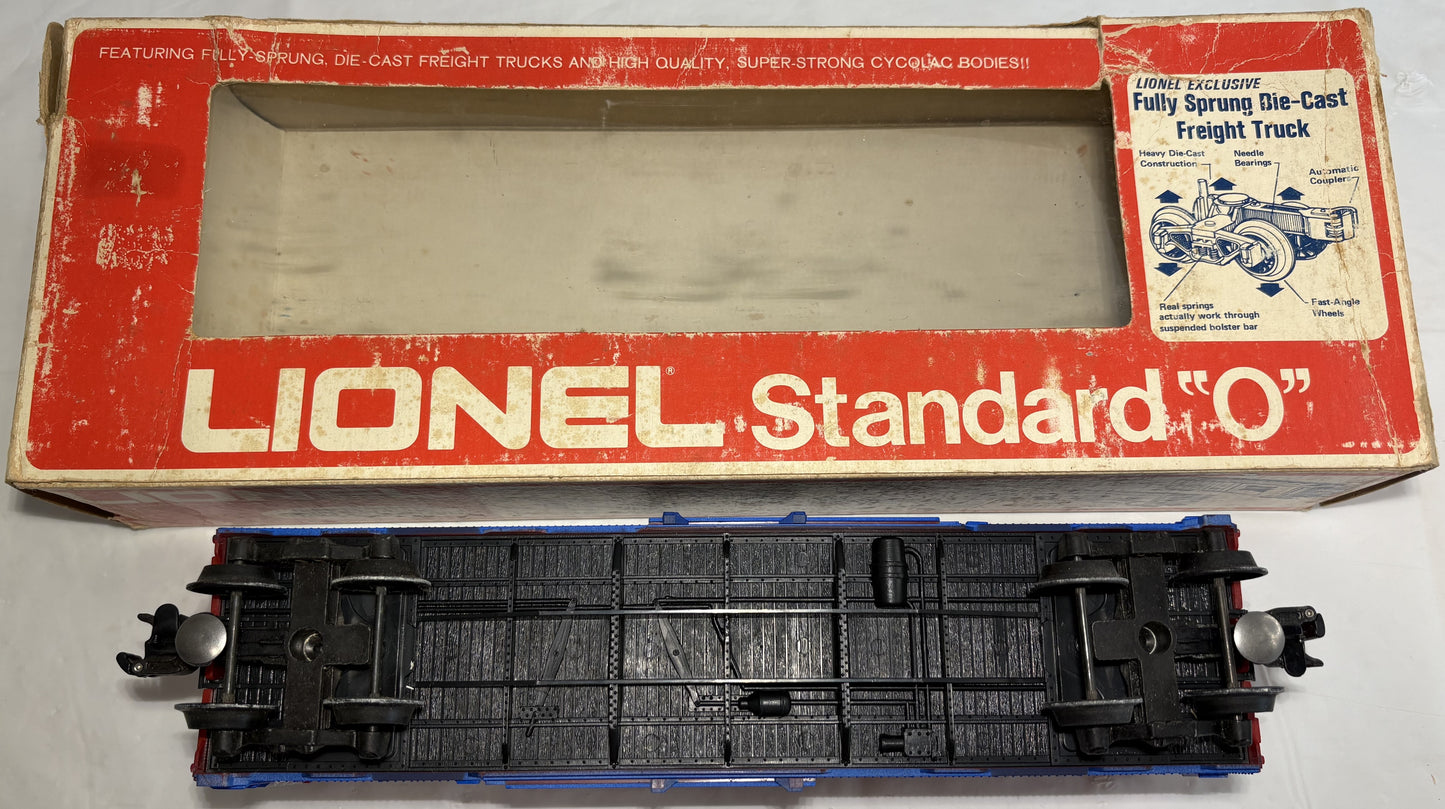 FEATURING FULLY-SPRUNG, DIE-CAST FREIGHT TRUCKS AND HIGH QUALITY, SUPER-STRONG CYCOLAC BODIES!!
LIONEL EXCLUSIVE
Fully Sprung Die-Cast
Freight Truck
Heavy Die-Cast
Construction
Needle
Bearings
Automatic
Coupler
Real springs
actually work through
suspended bolster bar
Fast-Angle
Wheels
LIONEL® Standard "O"